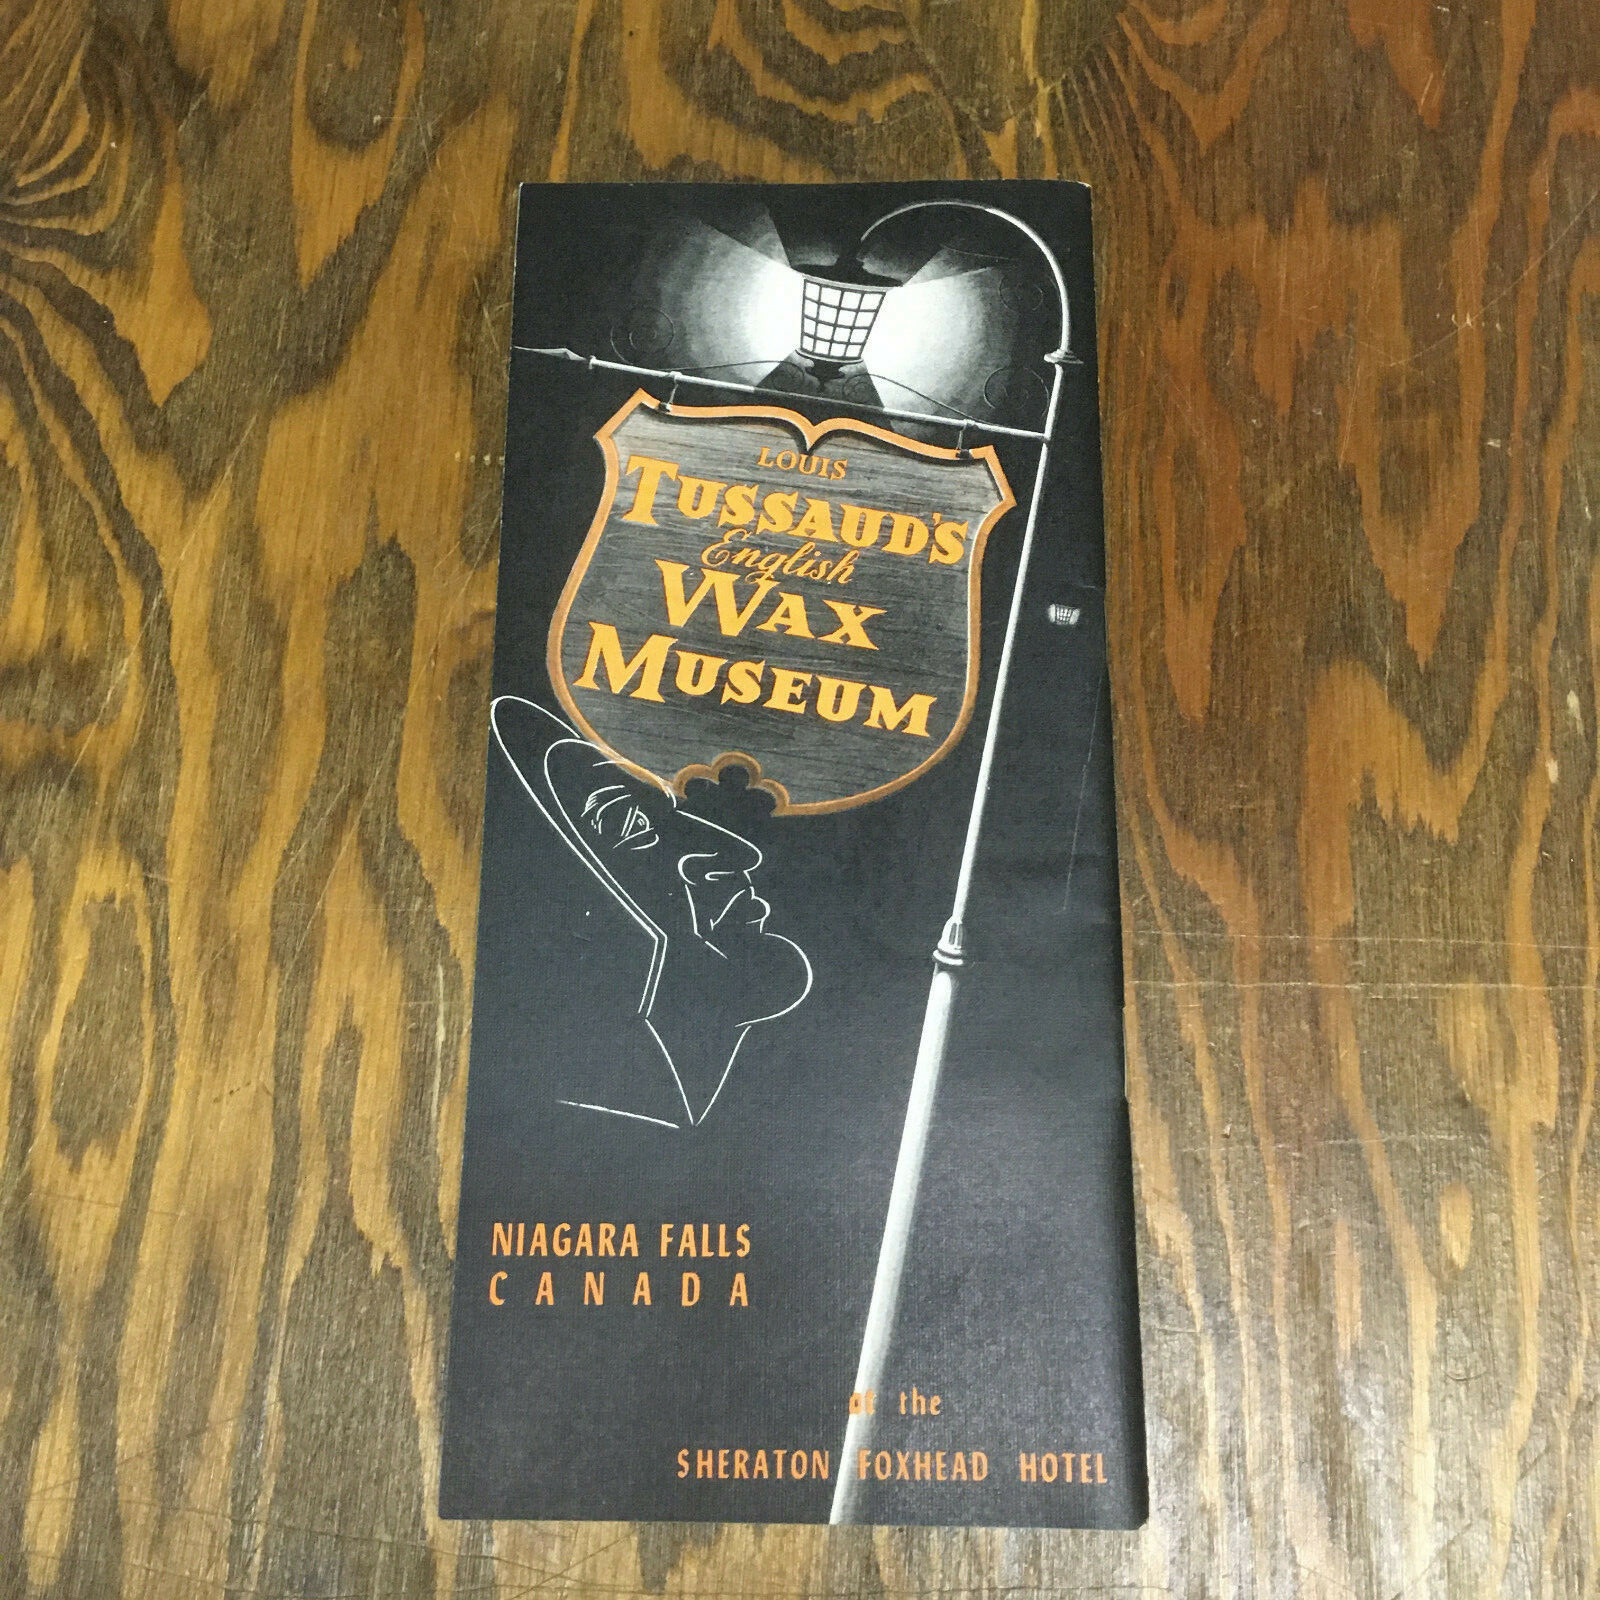 LOUIS
TUSSAUD'S
English
WAX
MUSEUM
NIAGARA FALLS
CANADA
at the
SHERATON FOXHEAD HOTEL